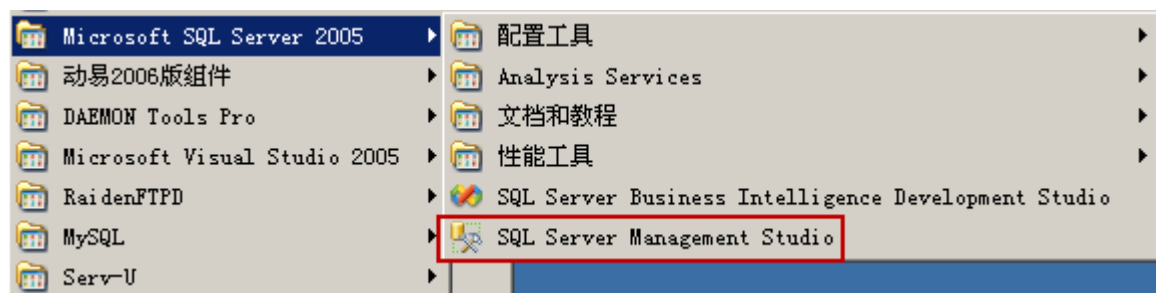 Microsoft SQL Server 2005
动易2006版组件
DAEMON Tools Pro
Microsoft Visual Studio 2005
RaidenFTPD
MySQL
Serv-U
配置工具
Analysis Services
文档和教程
性能工具
SQL Server Business Intelligence Development Studio
SQL Server Management Studio